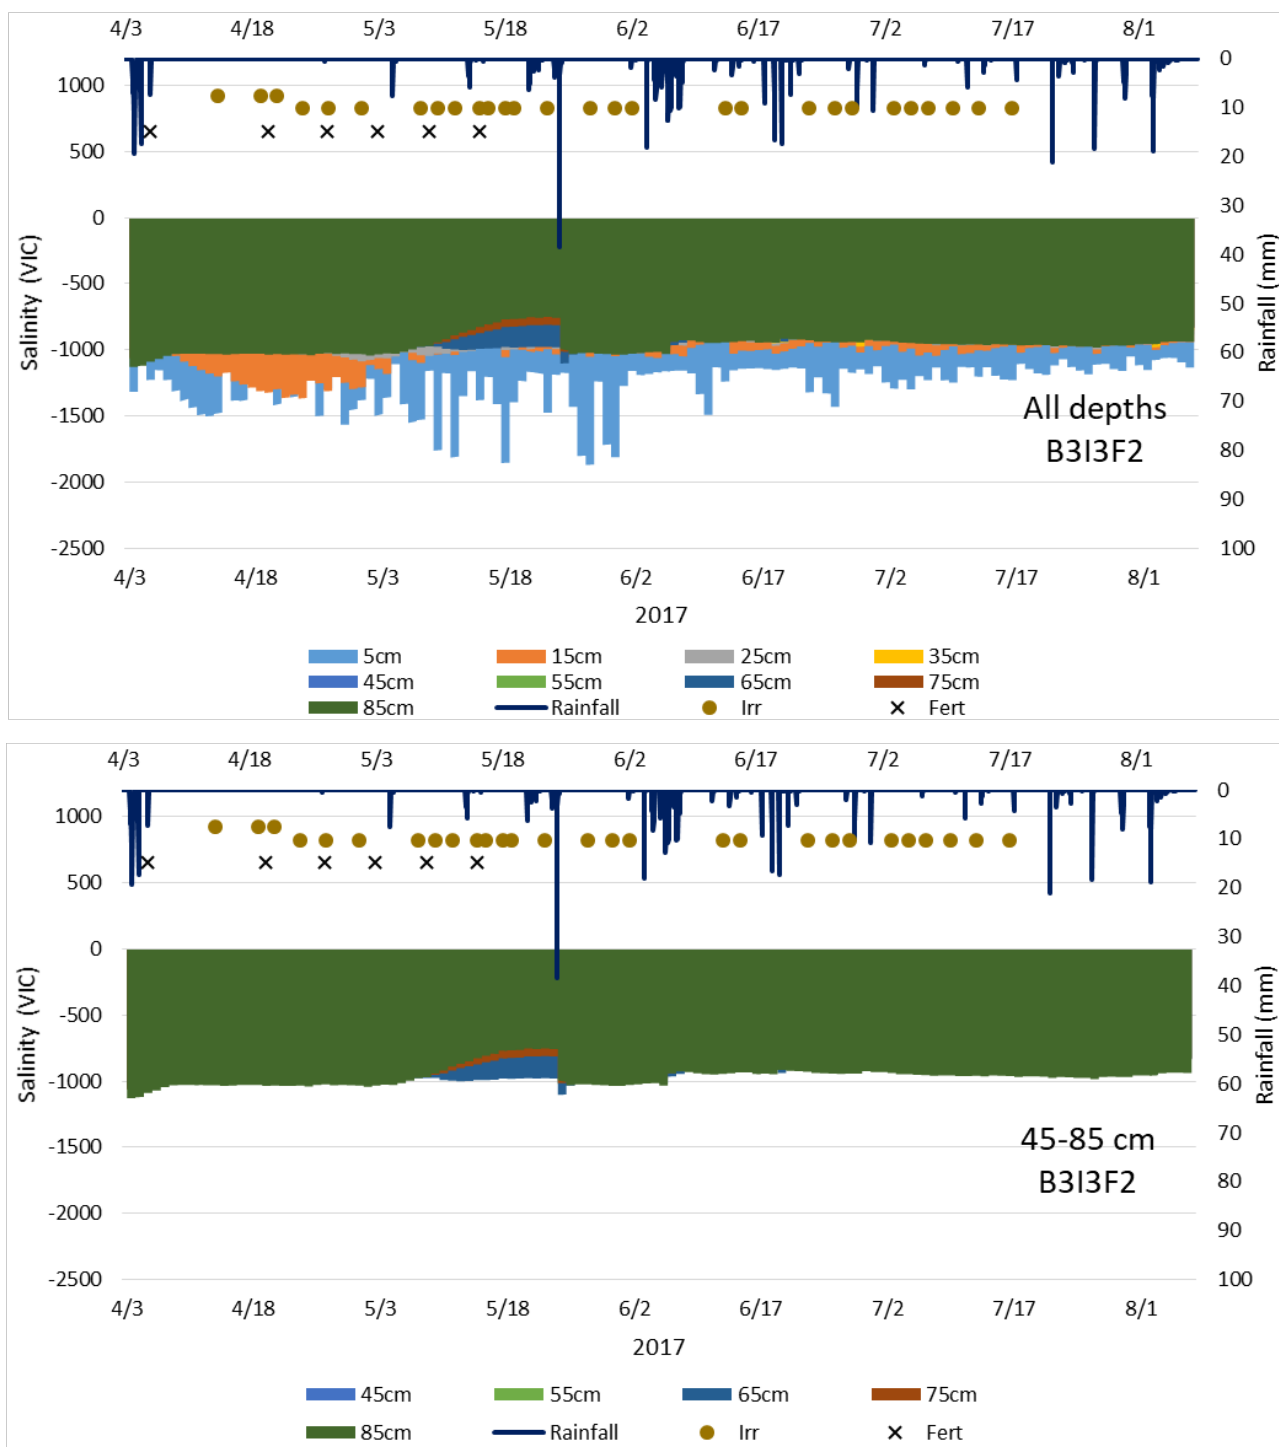 4/3 4/18 5/3 5/18 6/2 6/17 7/2 7/17 8/1
1000 0
500 10
0 20
-500 30
-1000 40
-1500 50
-2000 60
-2500 70
80
90
100
Salinity (VIC)
Rainfall (mm)
All depths
B3I3F2
4/3 4/18 5/3 5/18 6/2 6/17 7/2 7/17 8/1
2017
5cm 15cm 25cm 35cm
45cm 55cm 65cm 75cm
85cm Rainfall Irr Fert
4/3 4/18 5/3 5/18 6/2 6/17 7/2 7/17 8/1
1000 0
500 10
0 20
-500 30
-1000 40
-1500 50
-2000 60
-2500 70
80
90
100
Salinity (VIC)
Rainfall (mm)
45-85 cm
B3I3F2
4/3 4/18 5/3 5/18 6/2 6/17 7/2 7/17 8/1
2017
45cm 55cm 65cm 75cm
85cm Rainfall Irr Fert